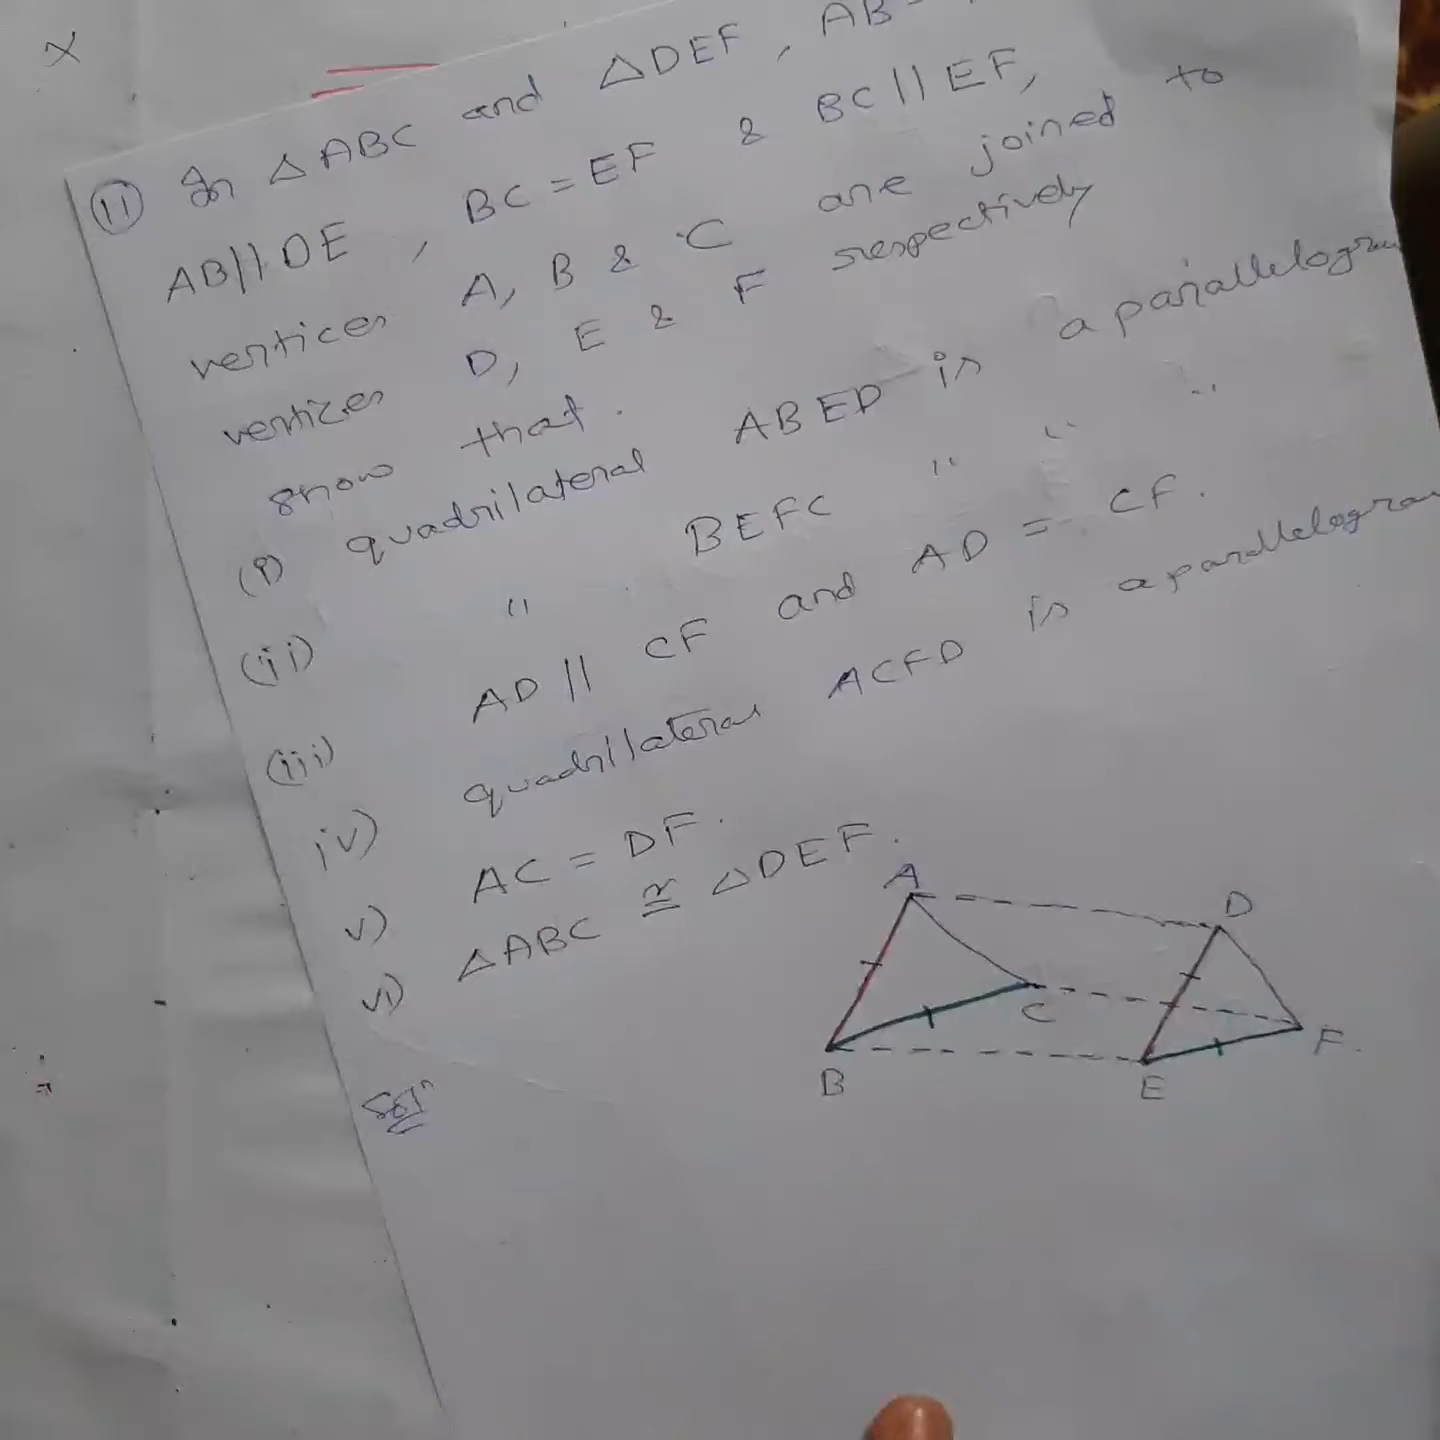 X
(11) In △ABC and △DEF, AB
AB||DE, BC=EF & BC||EF,
vertices A, B & C are joined to
vertices D, E & F respectively
show that.
(i) quadrilateral ABED is a parallelogram
(ii) " BEFC " " "
(iii) AD || CF and AD = CF.
iv) quadrilateral ACFD is a parallelogram
v) AC = DF.
vi) △ABC ≅ △DEF.
A
D
C
F.
B
E
Solⁿ